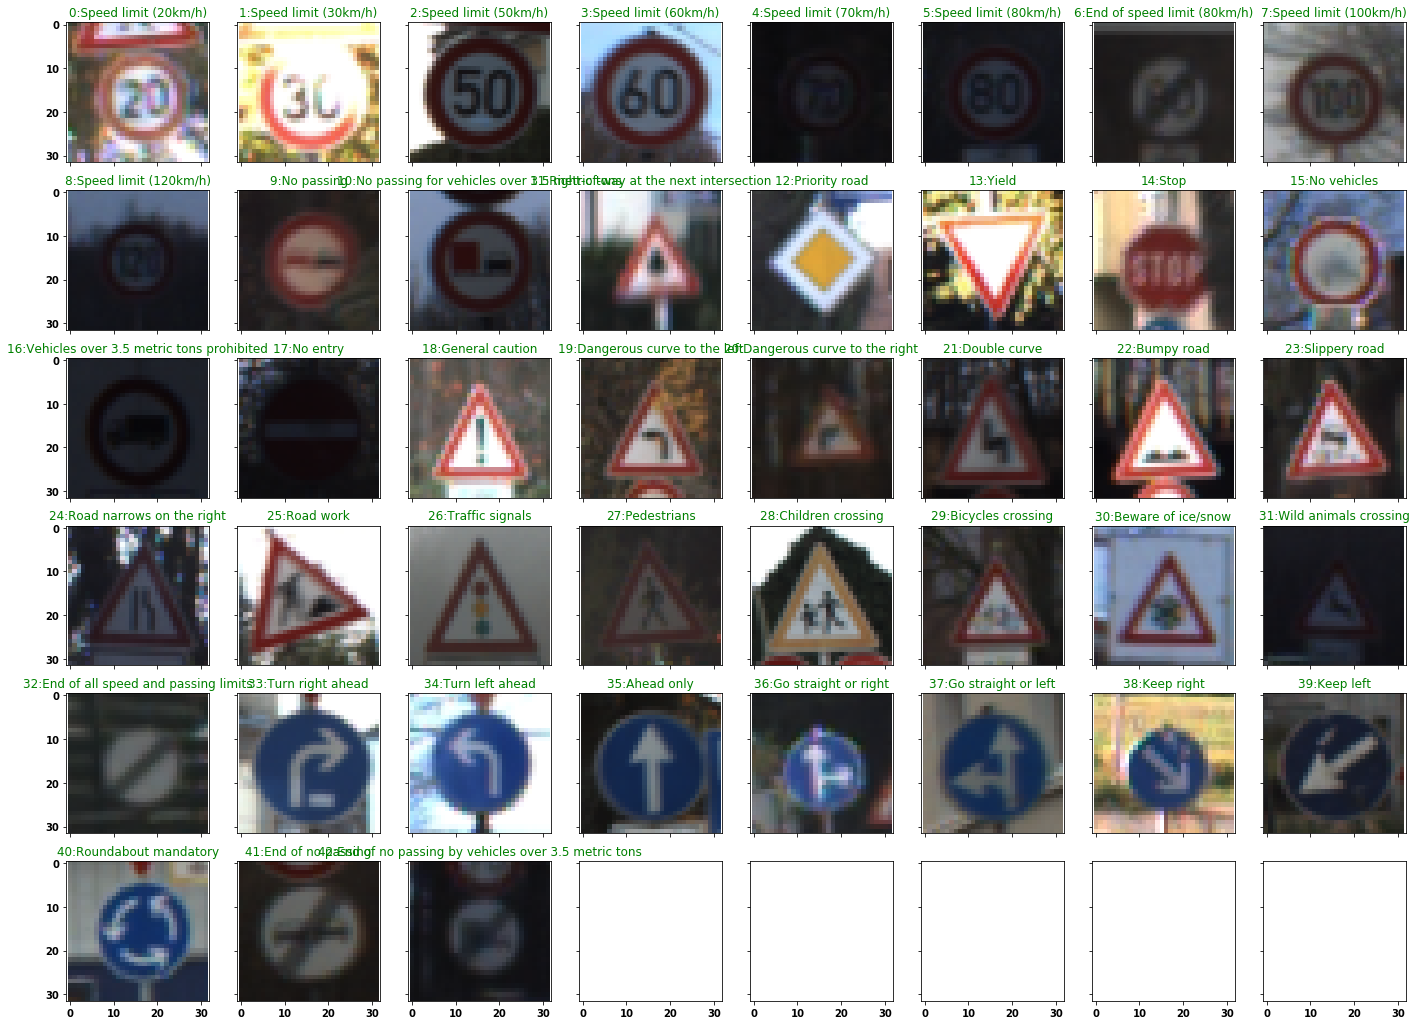 0:Speed limit (20km/h) 1:Speed limit (30km/h) 2:Speed limit (50km/h) 3:Speed limit (60km/h) 4:Speed limit (70km/h) 5:Speed limit (80km/h) 6:End of speed limit (80km/h) 7:Speed limit (100km/h)
0
10
20
30
20
30
50
60
70
80
100
0 10 20 30
0 10 20 30
0 10 20 30
0 10 20 30
0 10 20 30
0 10 20 30
0 10 20 30
0 10 20 30
8:Speed limit (120km/h) 9:No passing 10:No passing for vehicles over 3.5 metric tons 11:Right-of-way at the next intersection 12:Priority road 13:Yield 14:Stop 15:No vehicles
0
10
20
30
120
STOP
16:Vehicles over 3.5 metric tons prohibited 17:No entry 18:General caution 19:Dangerous curve to the left 20:Dangerous curve to the right 21:Double curve 22:Bumpy road 23:Slippery road
0
10
20
30
24:Road narrows on the right 25:Road work 26:Traffic signals 27:Pedestrians 28:Children crossing 29:Bicycles crossing 30:Beware of ice/snow 31:Wild animals crossing
0
10
20
30
32:End of all speed and passing limits 33:Turn right ahead 34:Turn left ahead 35:Ahead only 36:Go straight or right 37:Go straight or left 38:Keep right 39:Keep left
0
10
20
30
40:Roundabout mandatory 41:End of no passing 42:End of no passing by vehicles over 3.5 metric tons
0
10
20
30